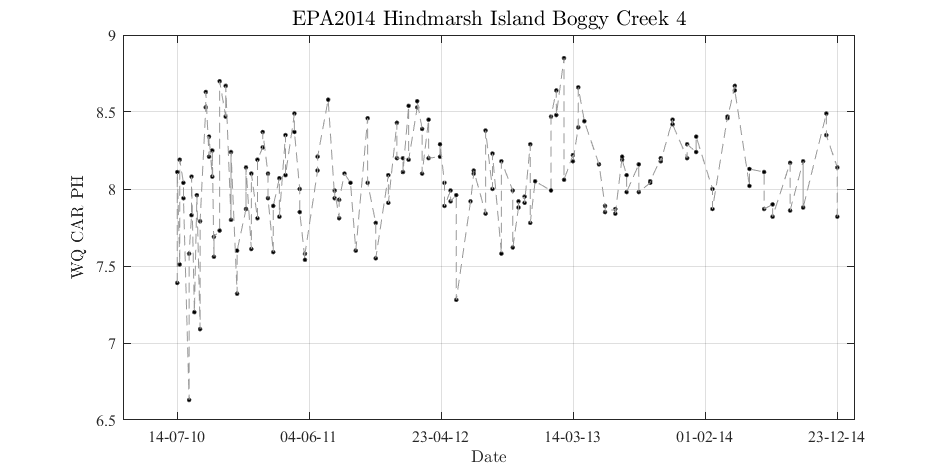 EPA2014 Hindmarsh Island Boggy Creek 4
9
8.5
8
7.5
7
6.5
WQ CAR PH
14-07-10 04-06-11 23-04-12 14-03-13 01-02-14 23-12-14
Date